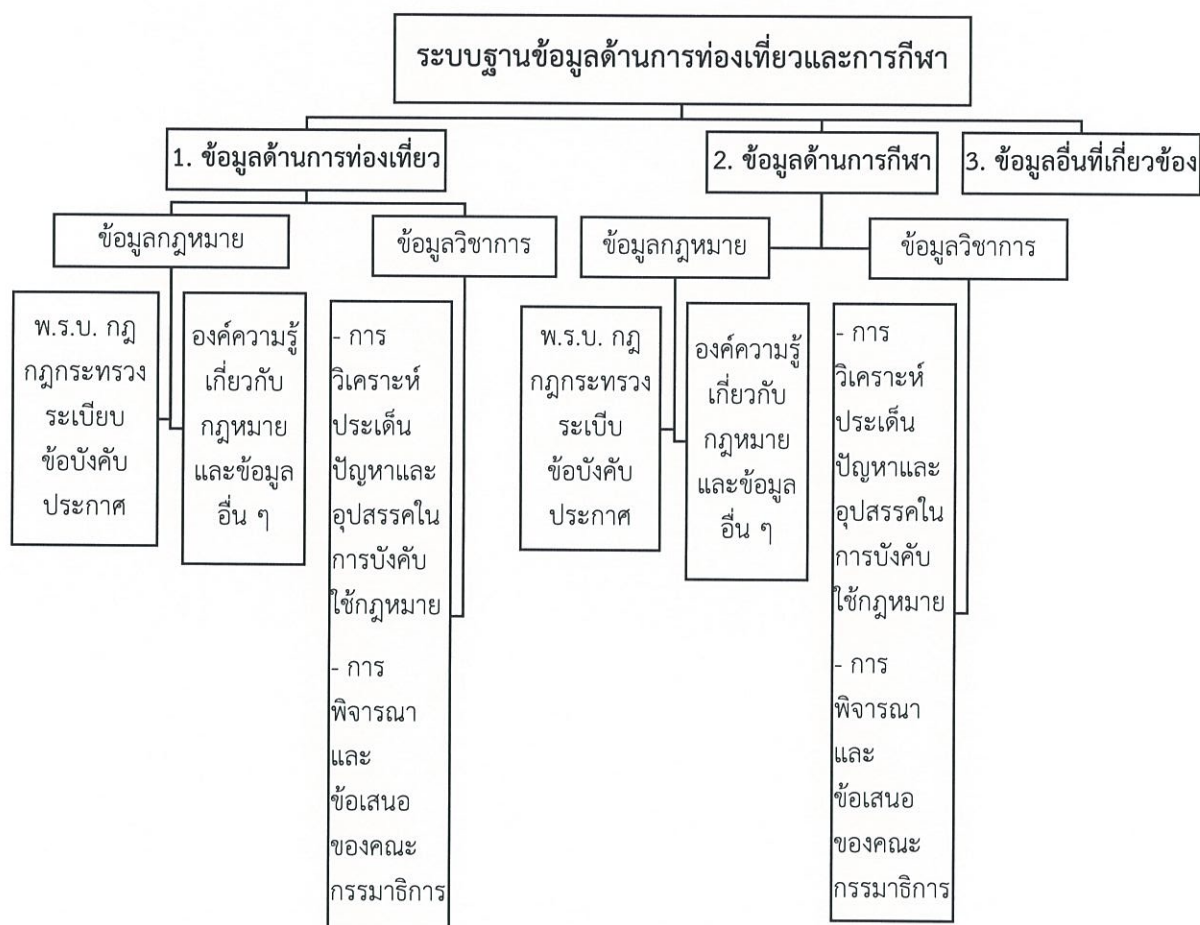 ระบบฐานข้อมูลด้านการท่องเที่ยวและการกีฬา
1. ข้อมูลด้านการท่องเที่ยว
2. ข้อมูลด้านการกีฬา
3. ข้อมูลอื่นที่เกี่ยวข้อง
ข้อมูลกฎหมาย
ข้อมูลวิชาการ
ข้อมูลกฎหมาย
ข้อมูลวิชาการ
พ.ร.บ. กฎ
กฎกระทรวง
ระเบียบ
ข้อบังคับ
ประกาศ
องค์ความรู้
เกี่ยวกับ
กฎหมาย
และข้อมูล
อื่น ๆ
- การ
วิเคราะห์
ประเด็น
ปัญหาและ
อุปสรรคใน
การบังคับ
ใช้กฎหมาย
- การ
พิจารณา
และ
ข้อเสนอ
ของคณะ
กรรมาธิการ
พ.ร.บ. กฎ
กฎกระทรวง
ระเบีบ
ข้อบังคับ
ประกาศ
องค์ความรู้
เกี่ยวกับ
กฎหมาย
และข้อมูล
อื่น ๆ
- การ
วิเคราะห์
ประเด็น
ปัญหาและ
อุปสรรคใน
การบังคับ
ใช้กฎหมาย
- การ
พิจารณา
และ
ข้อเสนอ
ของคณะ
กรรมาธิการ